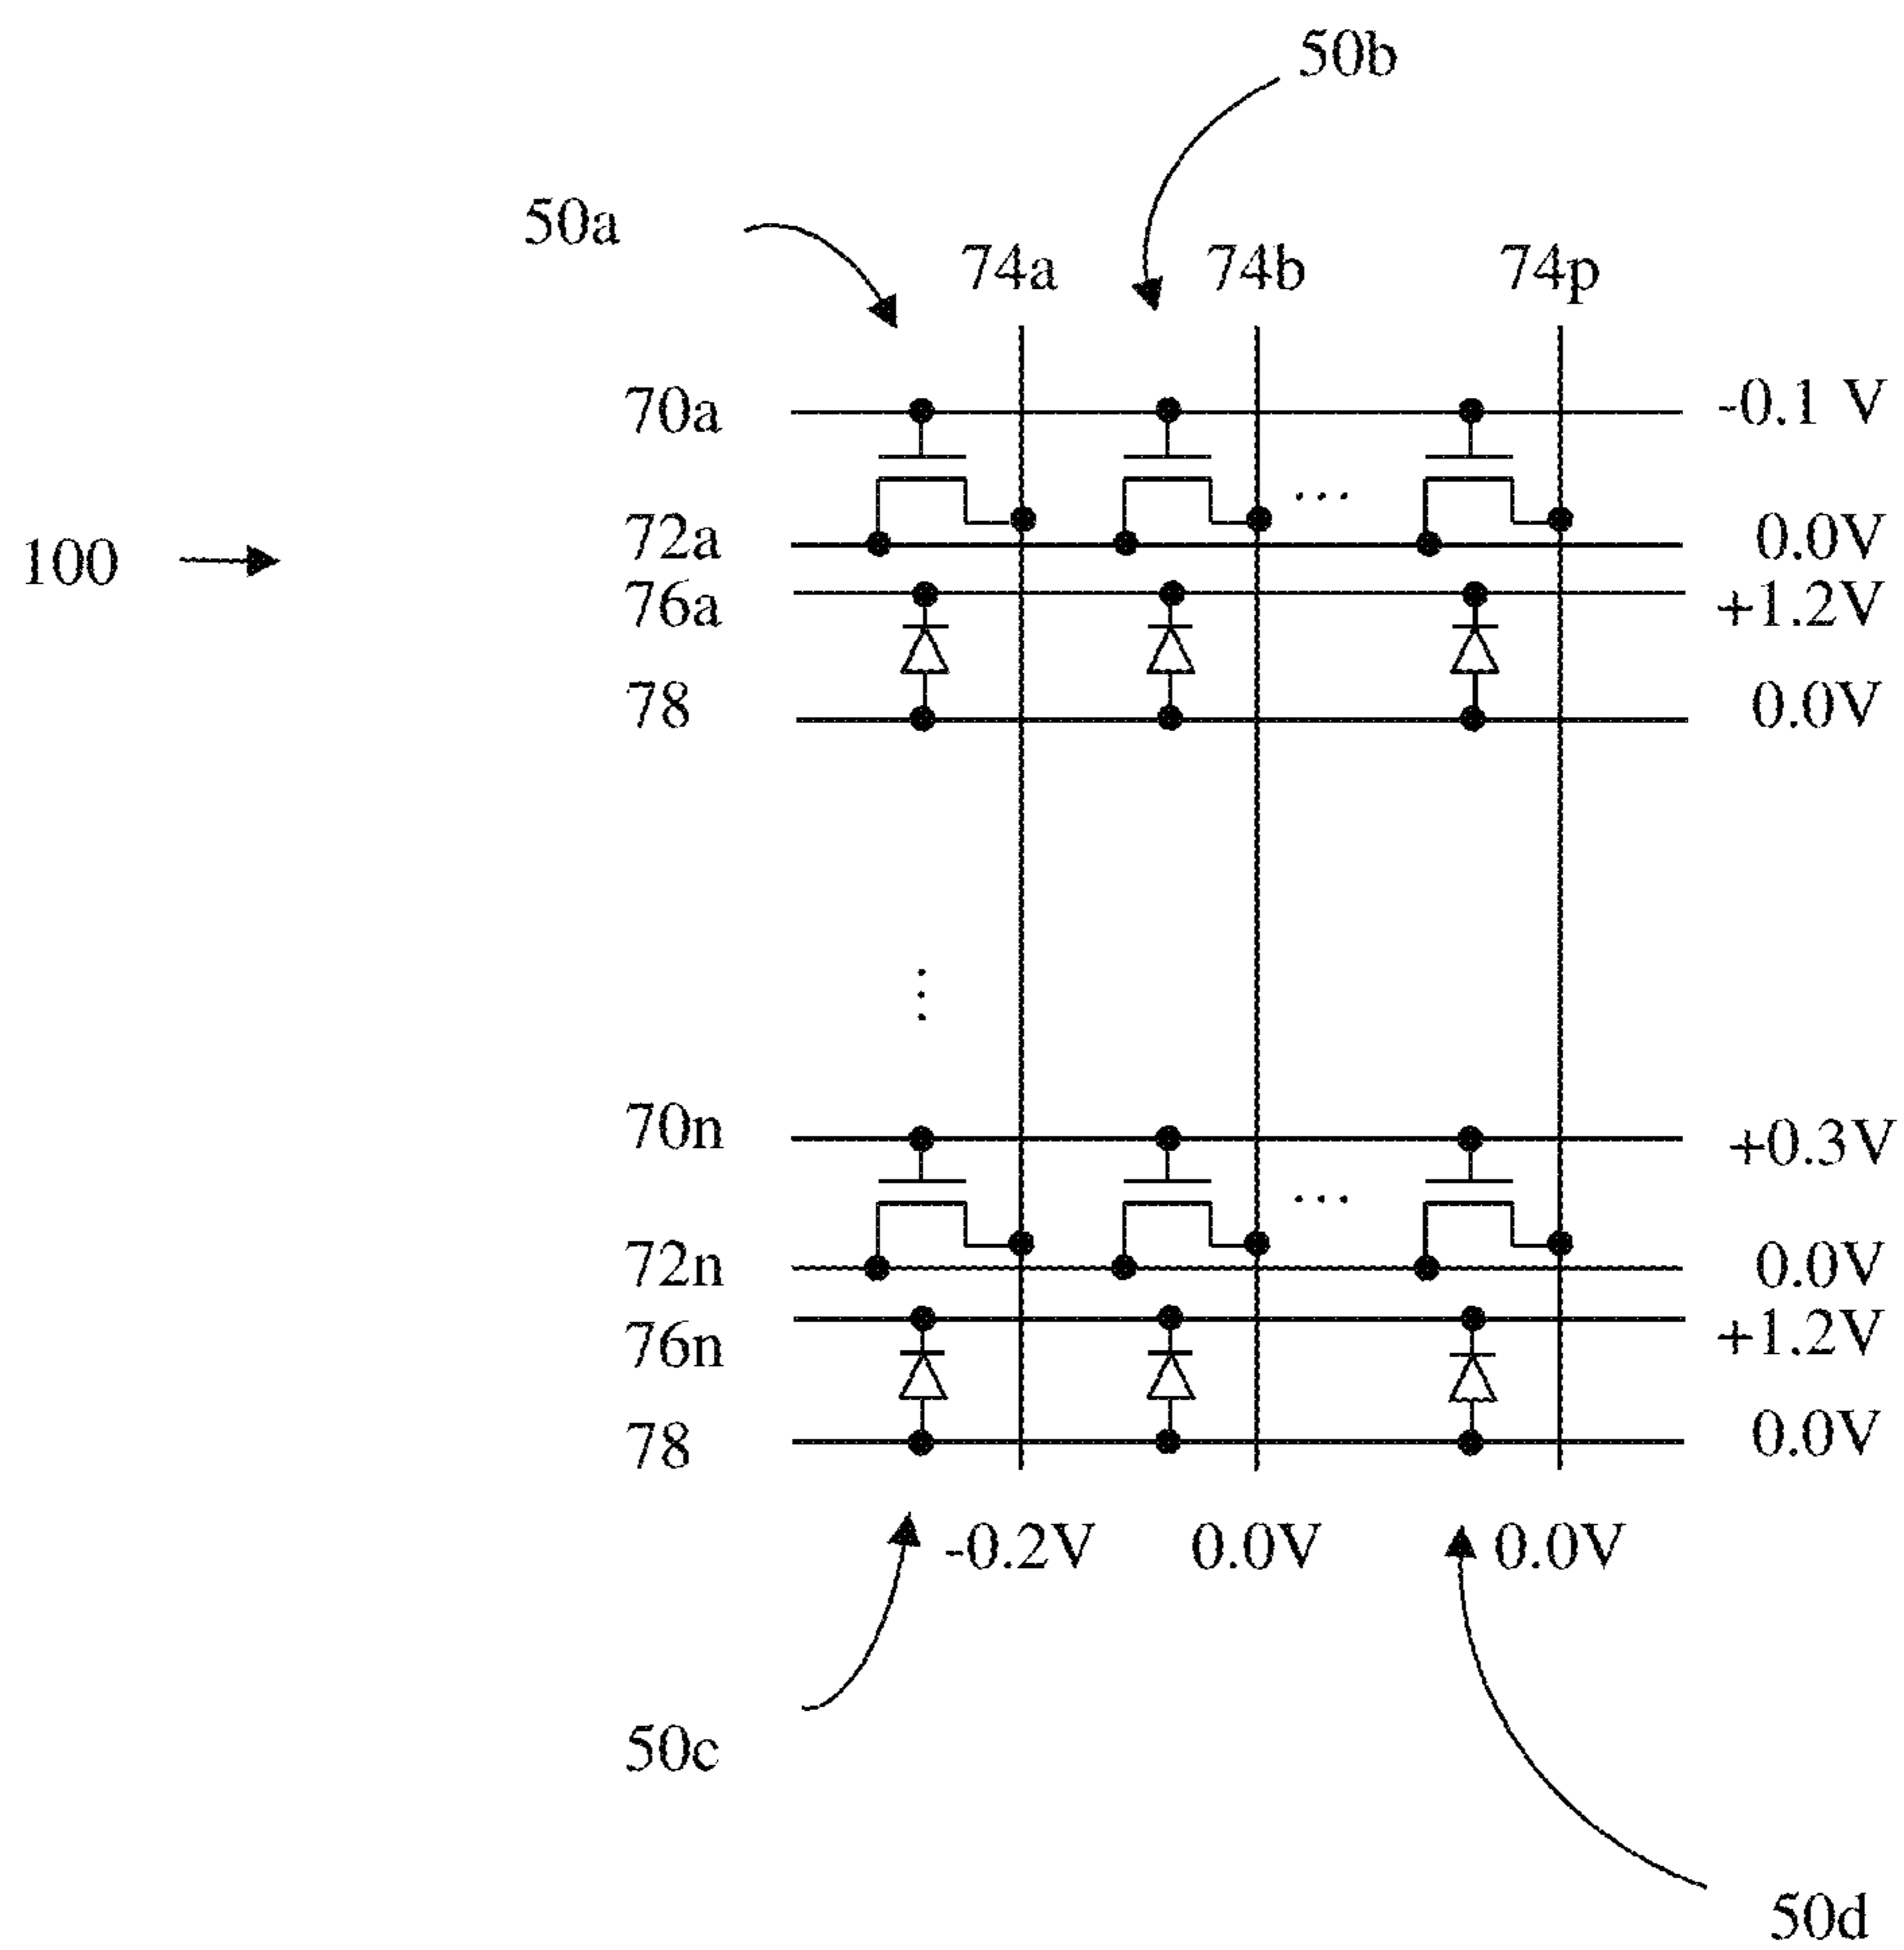 50b
50a
74a 74b 74p
70a -0.1 V
...
72a 0.0V
100
76a +1.2V
78 0.0V
70n +0.3V
...
72n 0.0V
76n +1.2V
78 0.0V
-0.2V 0.0V 0.0V
50c
50d